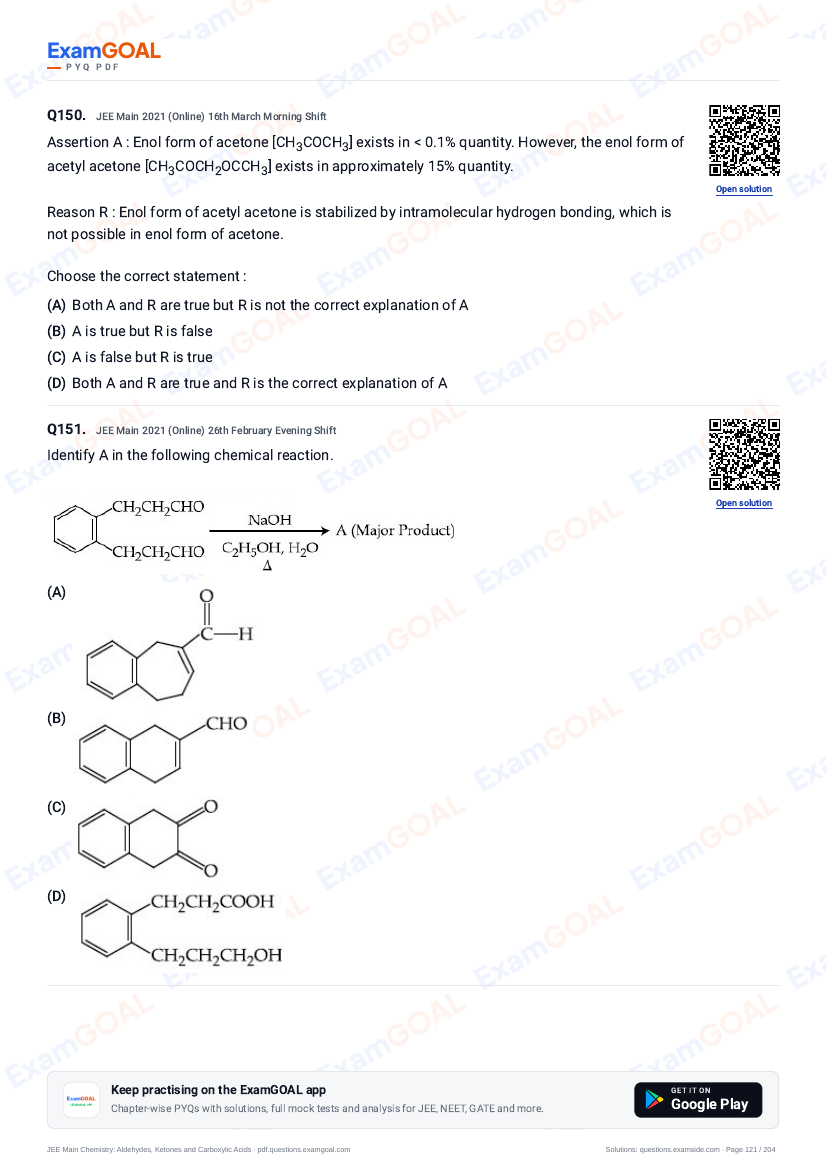 ExamGOAL
PYQ PDF
Q150. JEE Main 2021 (Online) 16th March Morning Shift
Assertion A : Enol form of acetone [CH₃COCH₃] exists in < 0.1% quantity. However, the enol form of
acetyl acetone [CH₃COCH₂OCCH₃] exists in approximately 15% quantity.
Open solution
Reason R : Enol form of acetyl acetone is stabilized by intramolecular hydrogen bonding, which is
not possible in enol form of acetone.
Choose the correct statement :
(A) Both A and R are true but R is not the correct explanation of A
(B) A is true but R is false
(C) A is false but R is true
(D) Both A and R are true and R is the correct explanation of A
Q151. JEE Main 2021 (Online) 26th February Evening Shift
Identify A in the following chemical reaction.
Open solution
CH₂CH₂CHO
NaOH
A (Major Product)
CH₂CH₂CHO
C₂H₅OH, H₂O
Δ
(A)
O
C—H
(B)
CHO
(C)
O
O
(D)
CH₂CH₂COOH
CH₂CH₂CH₂OH
ExamGOAL
Keep practising on the ExamGOAL app
Chapter-wise PYQs with solutions, full mock tests and analysis for JEE, NEET, GATE and more.
GET IT ON
Google Play
JEE Main Chemistry: Aldehydes, Ketones and Carboxylic Acids · pdf.questions.examgoal.com
Solutions: questions.examside.com · Page 121 / 204